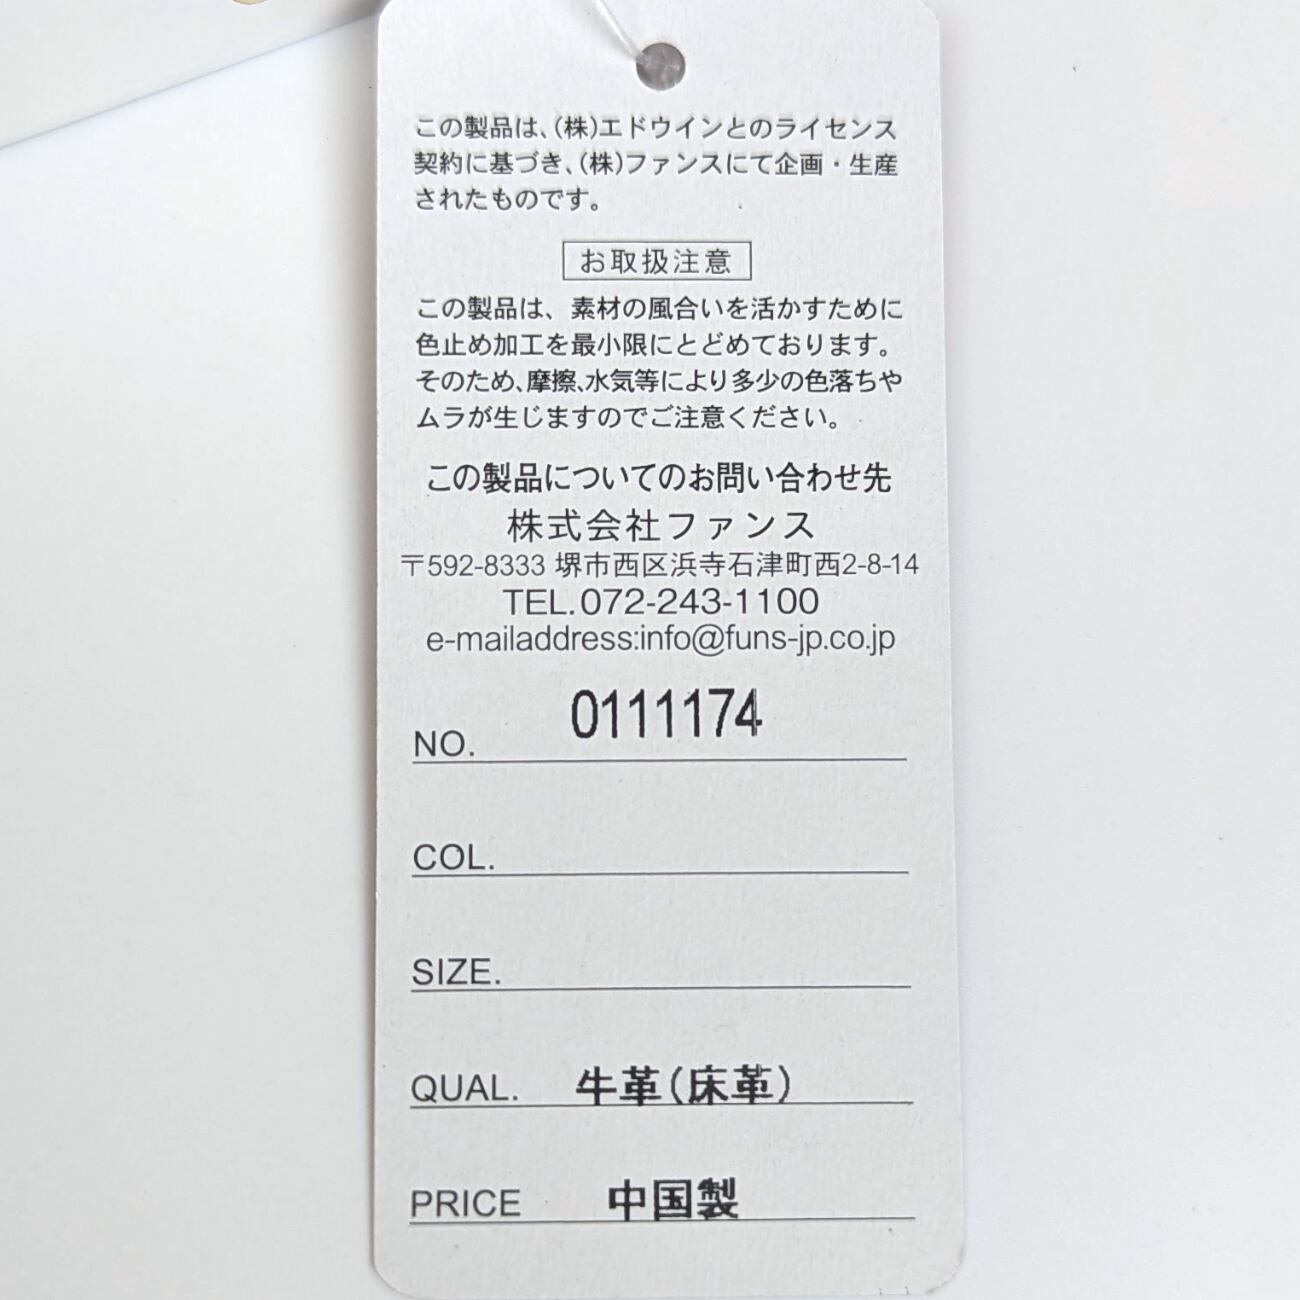 この製品は、(株)エドウインとのライセンス
契約に基づき、(株)ファンスにて企画・生産
されたものです。
お取扱注意
この製品は、素材の風合いを活かすために
色止め加工を最小限にとどめております。
そのため、摩擦、水気等により多少の色落ちや
ムラが生じますのでご注意ください。
この製品についてのお問い合わせ先
株式会社ファンス
〒592-8333 堺市西区浜寺石津町西2-8-14
TEL.072-243-1100
e-mailaddress:info@funs-jp.co.jp
NO. 0111174
COL.
SIZE.
QUAL. 牛革(床革)
PRICE 中国製